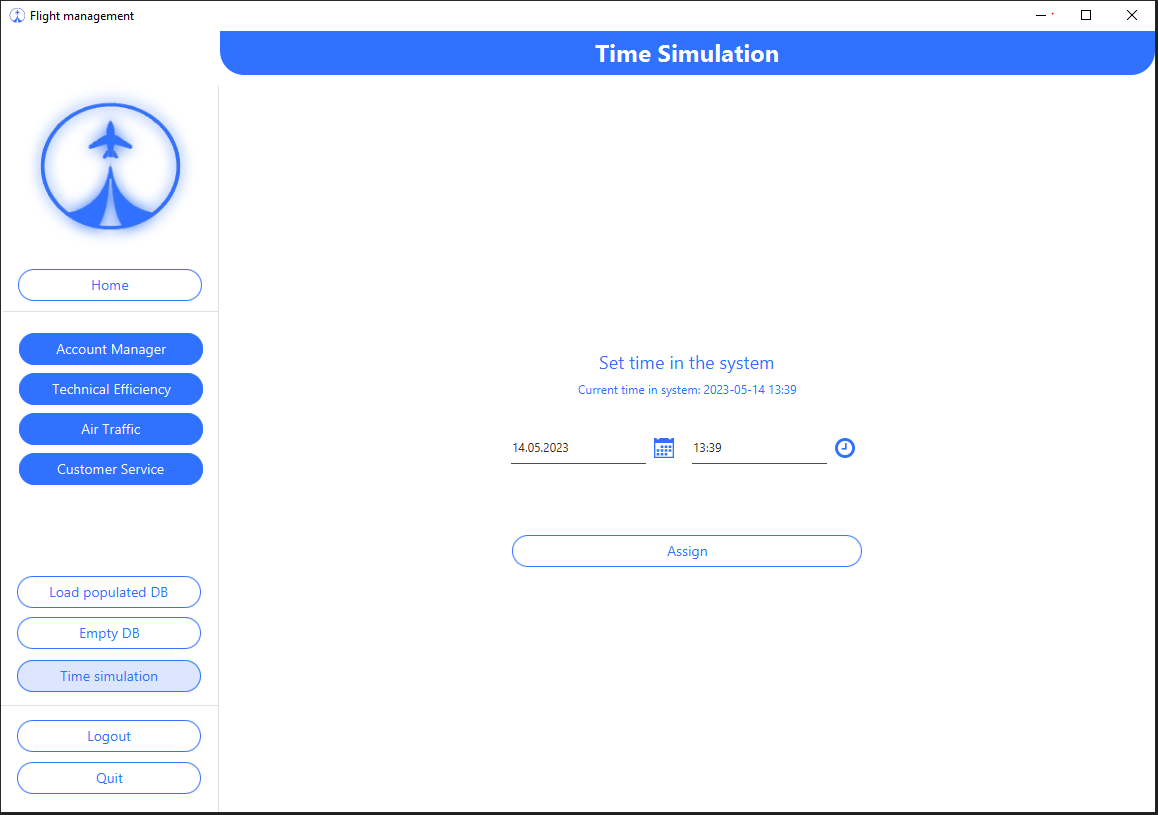 Flight management
Time Simulation
Home
Account Manager
Technical Efficiency
Air Traffic
Customer Service
Load populated DB
Empty DB
Time simulation
Logout
Quit
Set time in the system
Current time in system: 2023-05-14 13:39
14.05.2023
13:39
Assign